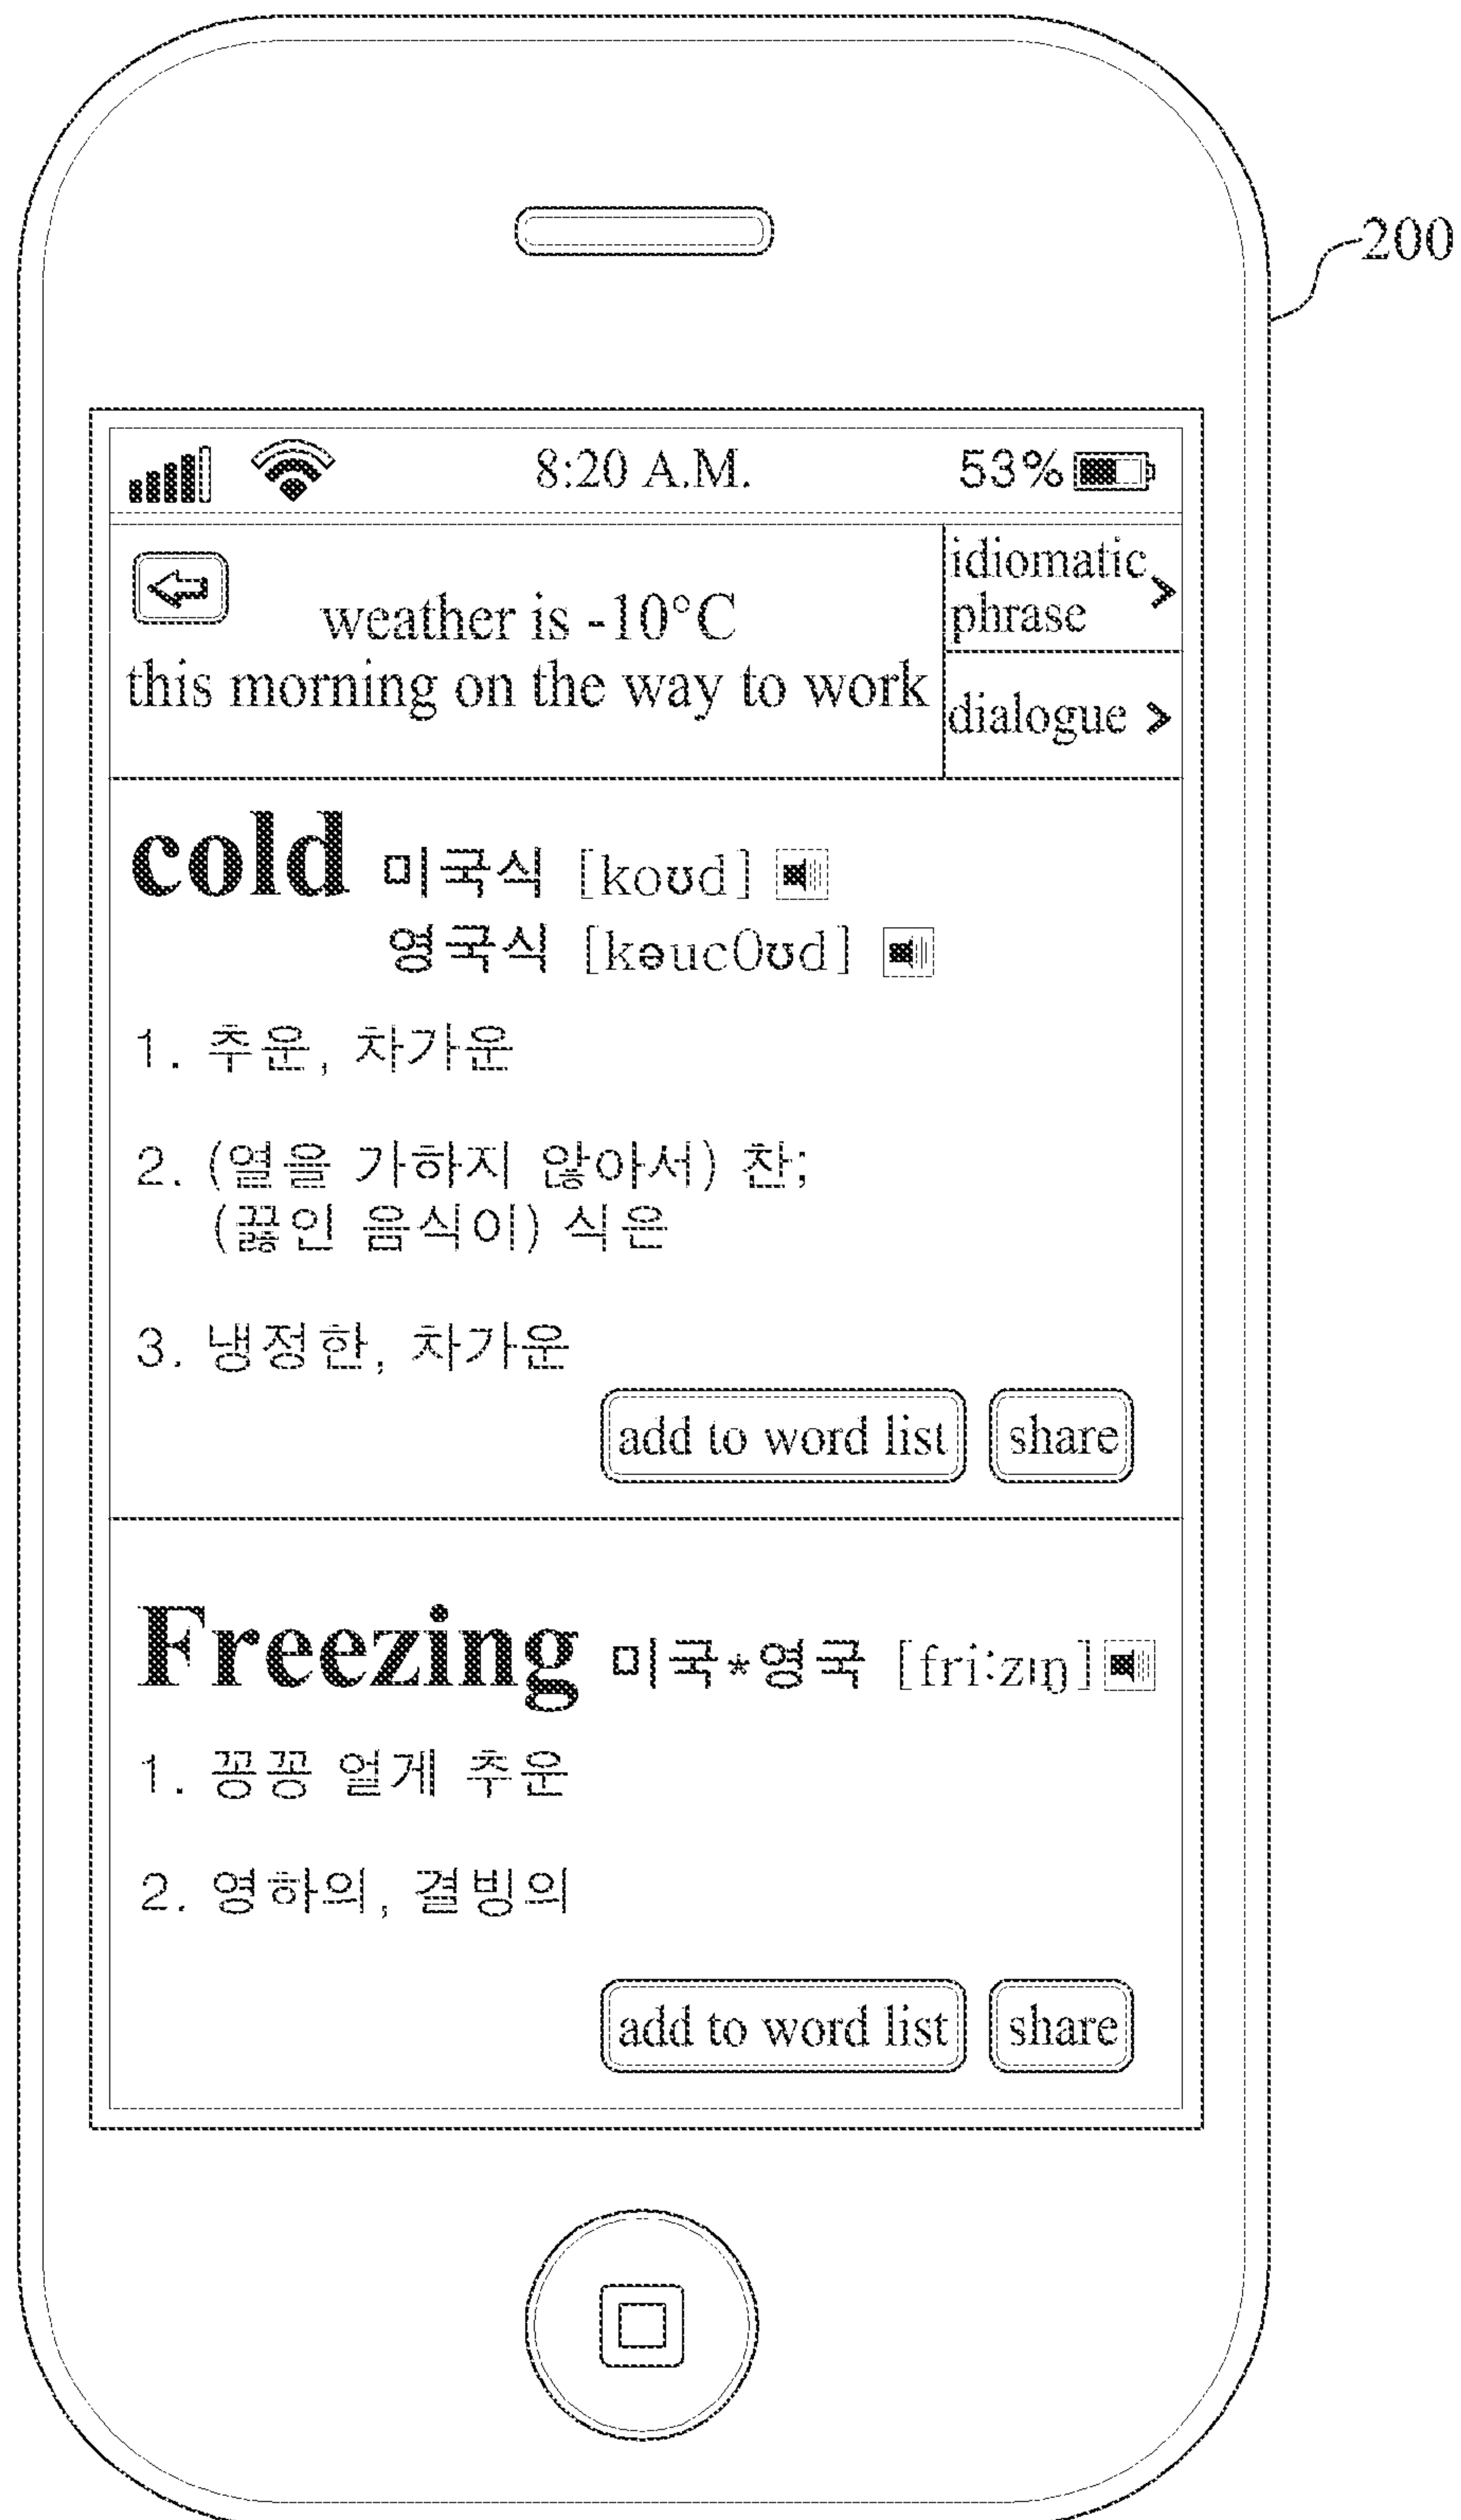 200
8:20 A.M. 53%
weather is -10°C
this morning on the way to work
idiomatic
phrase
dialogue
cold 미국식 [koʊd]
영국식 [kəuc0ʊd]
1. 추운, 차가운
2. (열을 가하지 않아서) 찬;
(끓인 음식이) 식은
3. 냉정한, 차가운
add to word list share
Freezing 미국*영국 [fri:zıŋ]
1. 꽁꽁 얼게 추운
2. 영하의, 결빙의
add to word list share